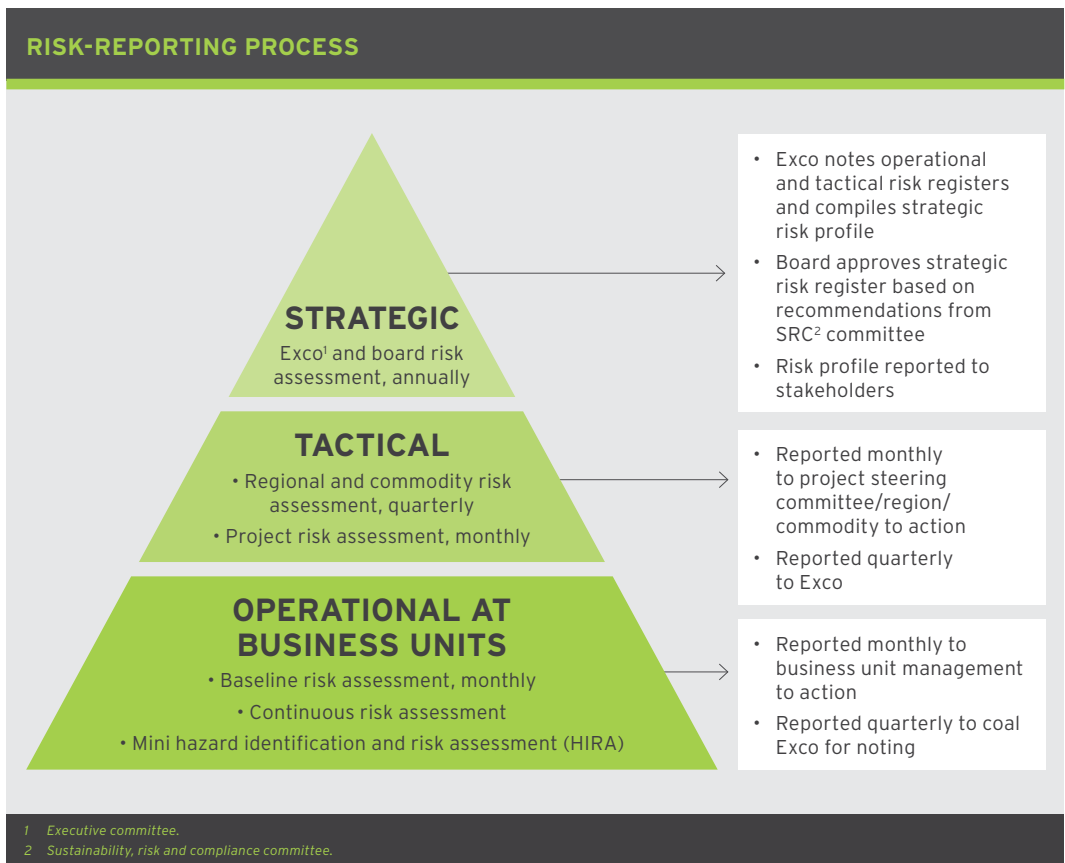 RISK-REPORTING PROCESS
STRATEGIC
Exco¹ and board risk
assessment, annually
• Exco notes operational
and tactical risk registers
and compiles strategic
risk profile
• Board approves strategic
risk register based on
recommendations from
SRC² committee
• Risk profile reported to
stakeholders
TACTICAL
• Regional and commodity risk
assessment, quarterly
• Project risk assessment, monthly
• Reported monthly
to project steering
committee/region/
commodity to action
• Reported quarterly
to Exco
OPERATIONAL AT
BUSINESS UNITS
• Baseline risk assessment, monthly
• Continuous risk assessment
• Mini hazard identification and risk assessment (HIRA)
• Reported monthly to
business unit management
to action
• Reported quarterly to coal
Exco for noting
1 Executive committee.
2 Sustainability, risk and compliance committee.